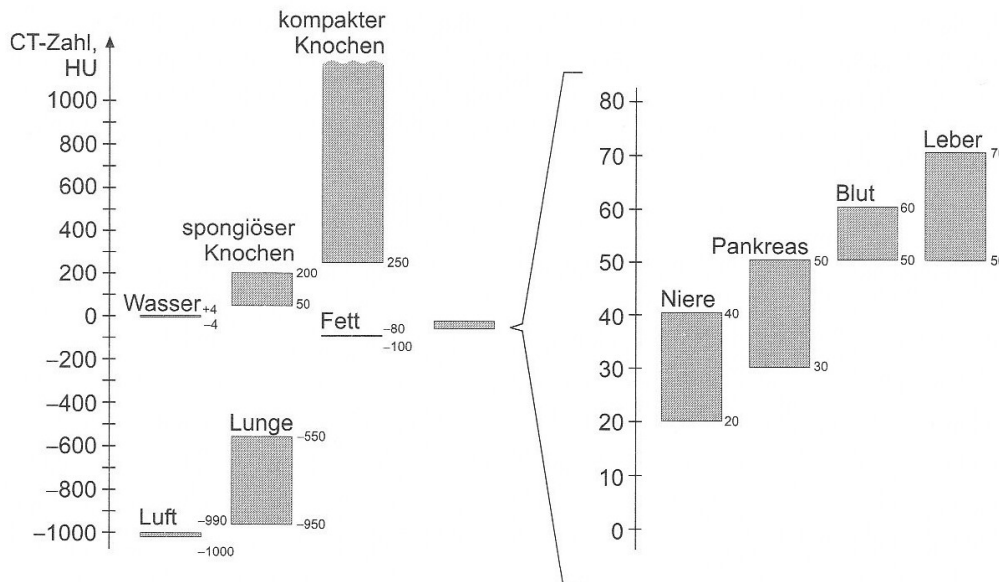 CT-Zahl,
HU
1000
800
600
400
200
0
–200
–400
–600
–800
–1000
kompakter
Knochen
250
spongiöser
Knochen
200
50
Wasser
+4
–4
Fett
–80
–100
Lunge
–550
–950
Luft
–990
–1000
80
70
60
50
40
30
20
10
0
Leber
50
Blut
60
50
Pankreas
50
30
Niere
40
20